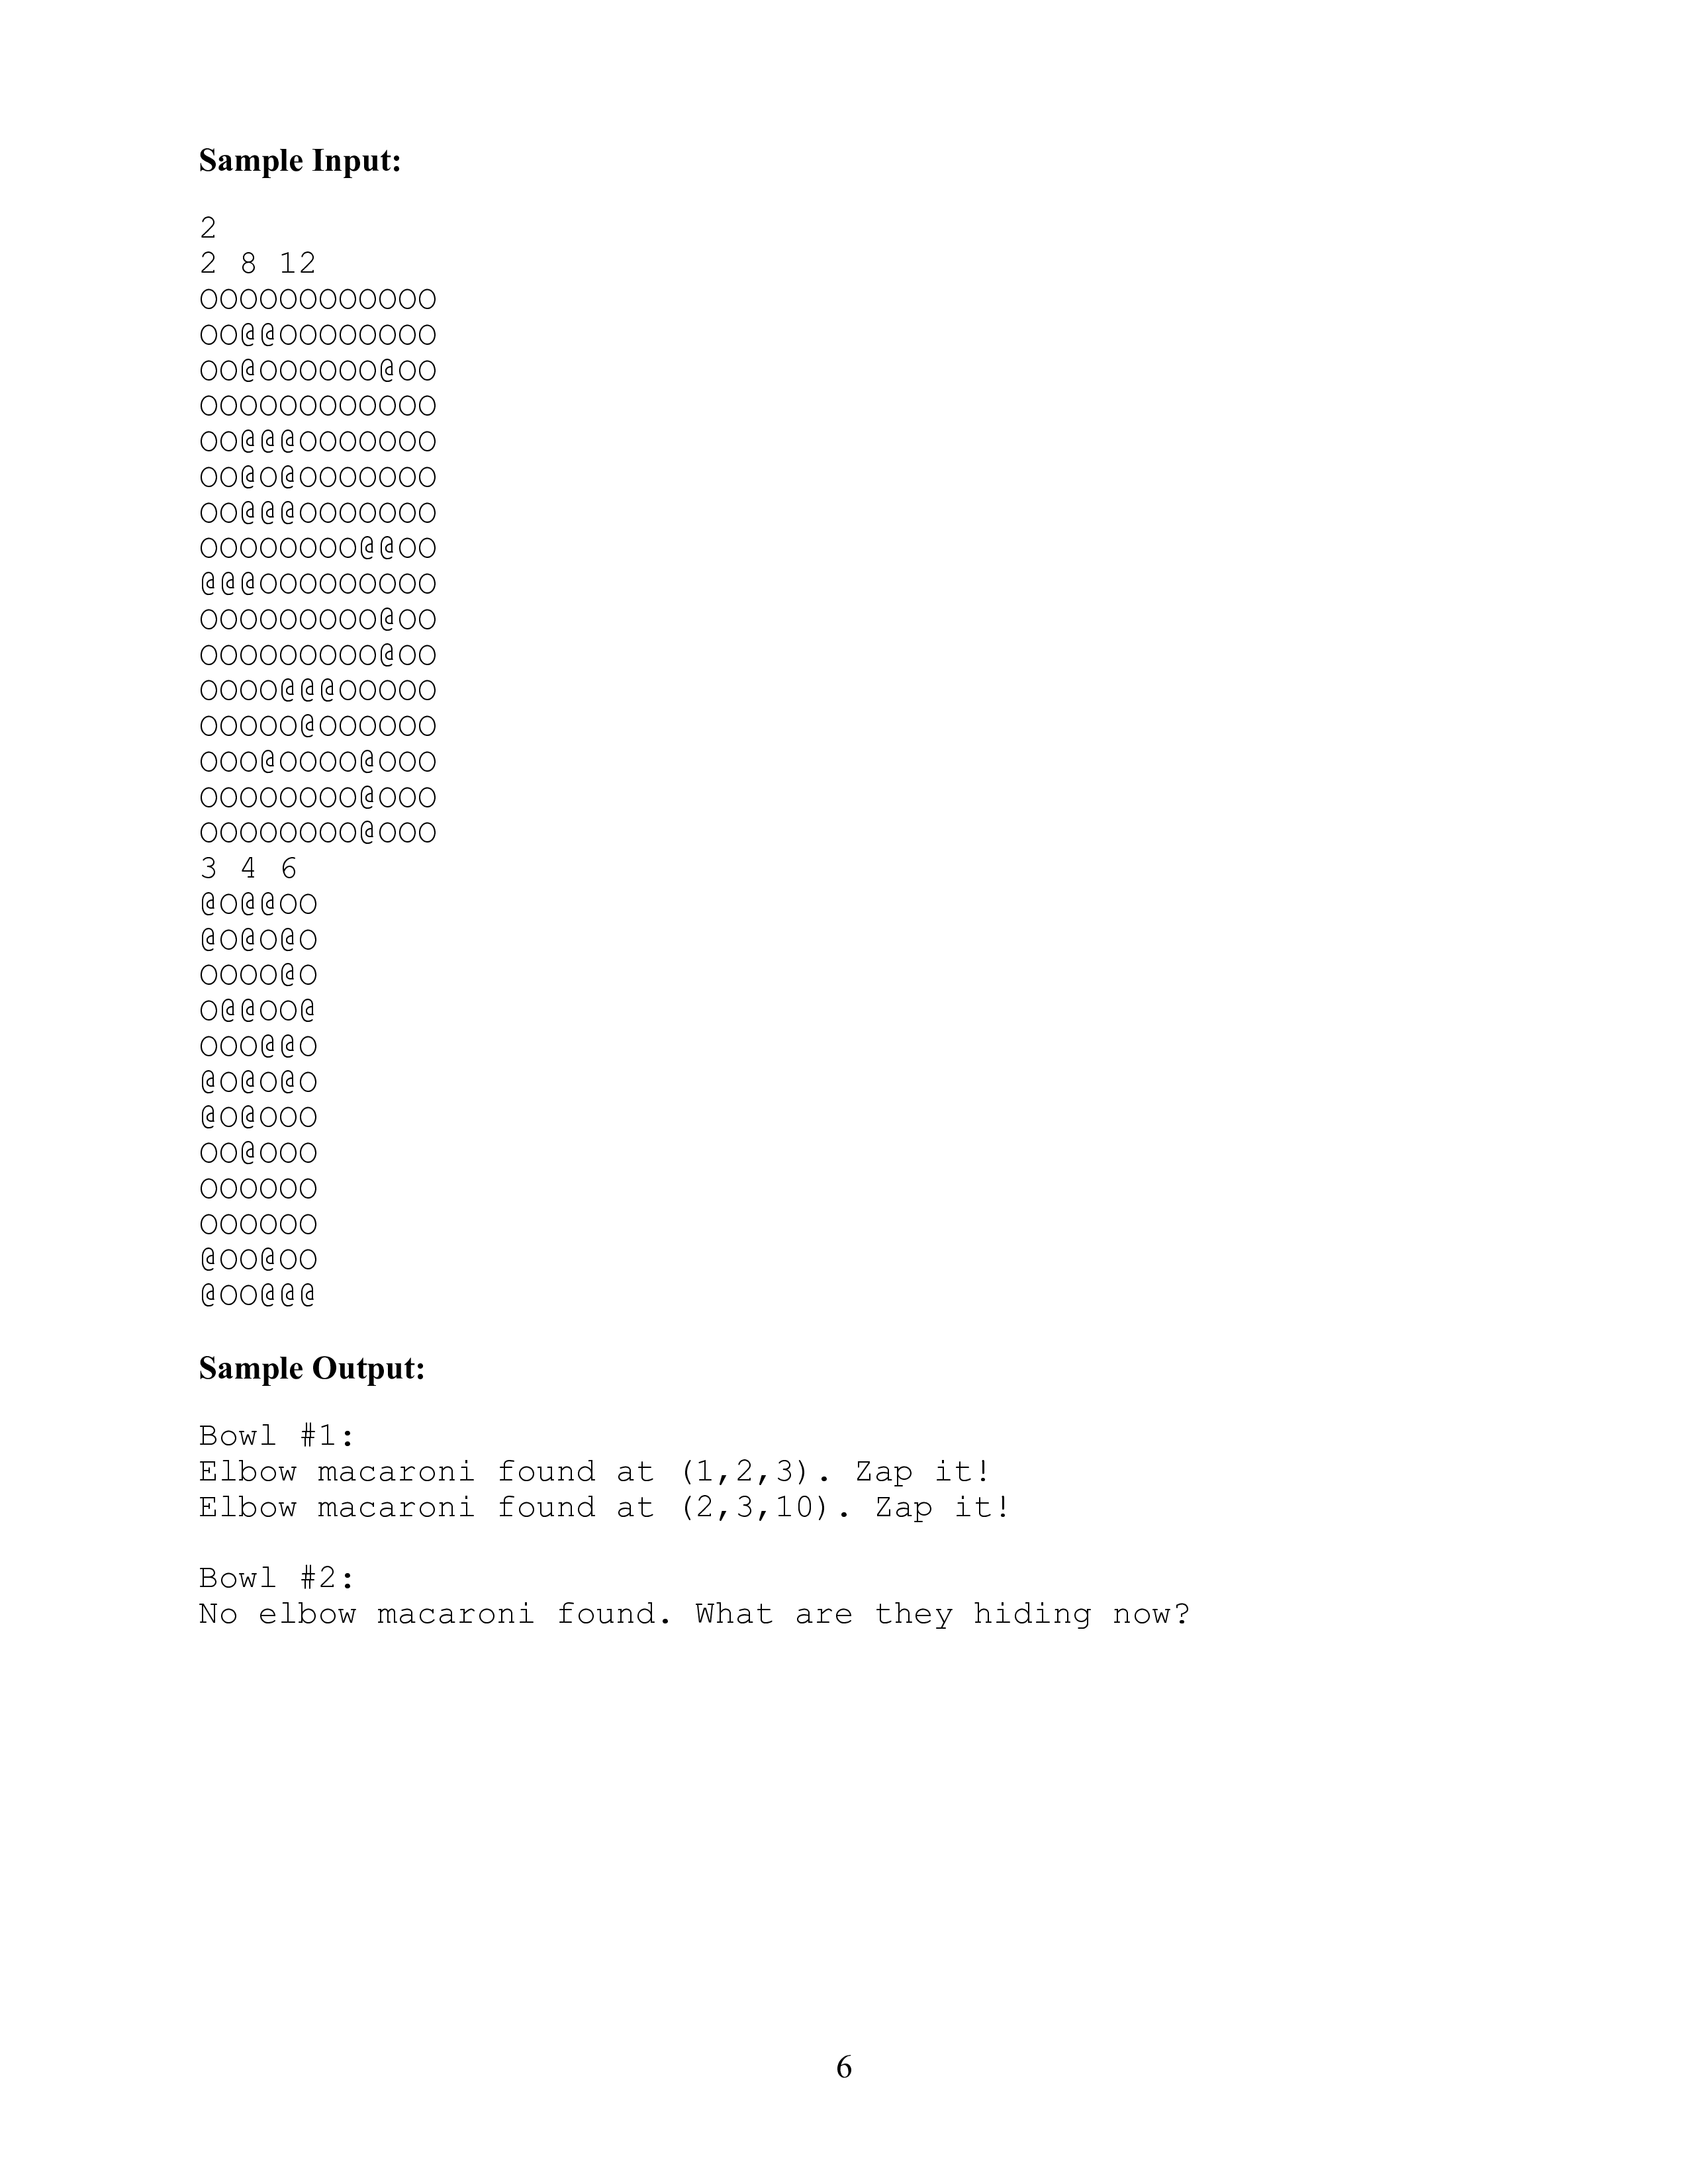 Sample Input:
2
2 8 12
OOOOOOOOOOOO
OO@@OOOOOOOO
OO@OOOOOO@OO
OOOOOOOOOOOO
OO@@@OOOOOOO
OO@O@OOOOOOO
OO@@@OOOOOOO
OOOOOOOO@@OO
@@@OOOOOOOOO
OOOOOOOOO@OO
OOOOOOOOO@OO
OOOO@@@OOOOO
OOOOO@OOOOOO
OOO@OOOO@OOO
OOOOOOOO@OOO
OOOOOOOO@OOO
3 4 6
@O@@OO
@O@O@O
OOOO@O
O@@OO@
OOO@@O
@O@O@O
@O@OOO
OO@OOO
OOOOOO
OOOOOO
@OO@OO
@OO@@@
Sample Output:
Bowl #1:
Elbow macaroni found at (1,2,3). Zap it!
Elbow macaroni found at (2,3,10). Zap it!
Bowl #2:
No elbow macaroni found. What are they hiding now?
6